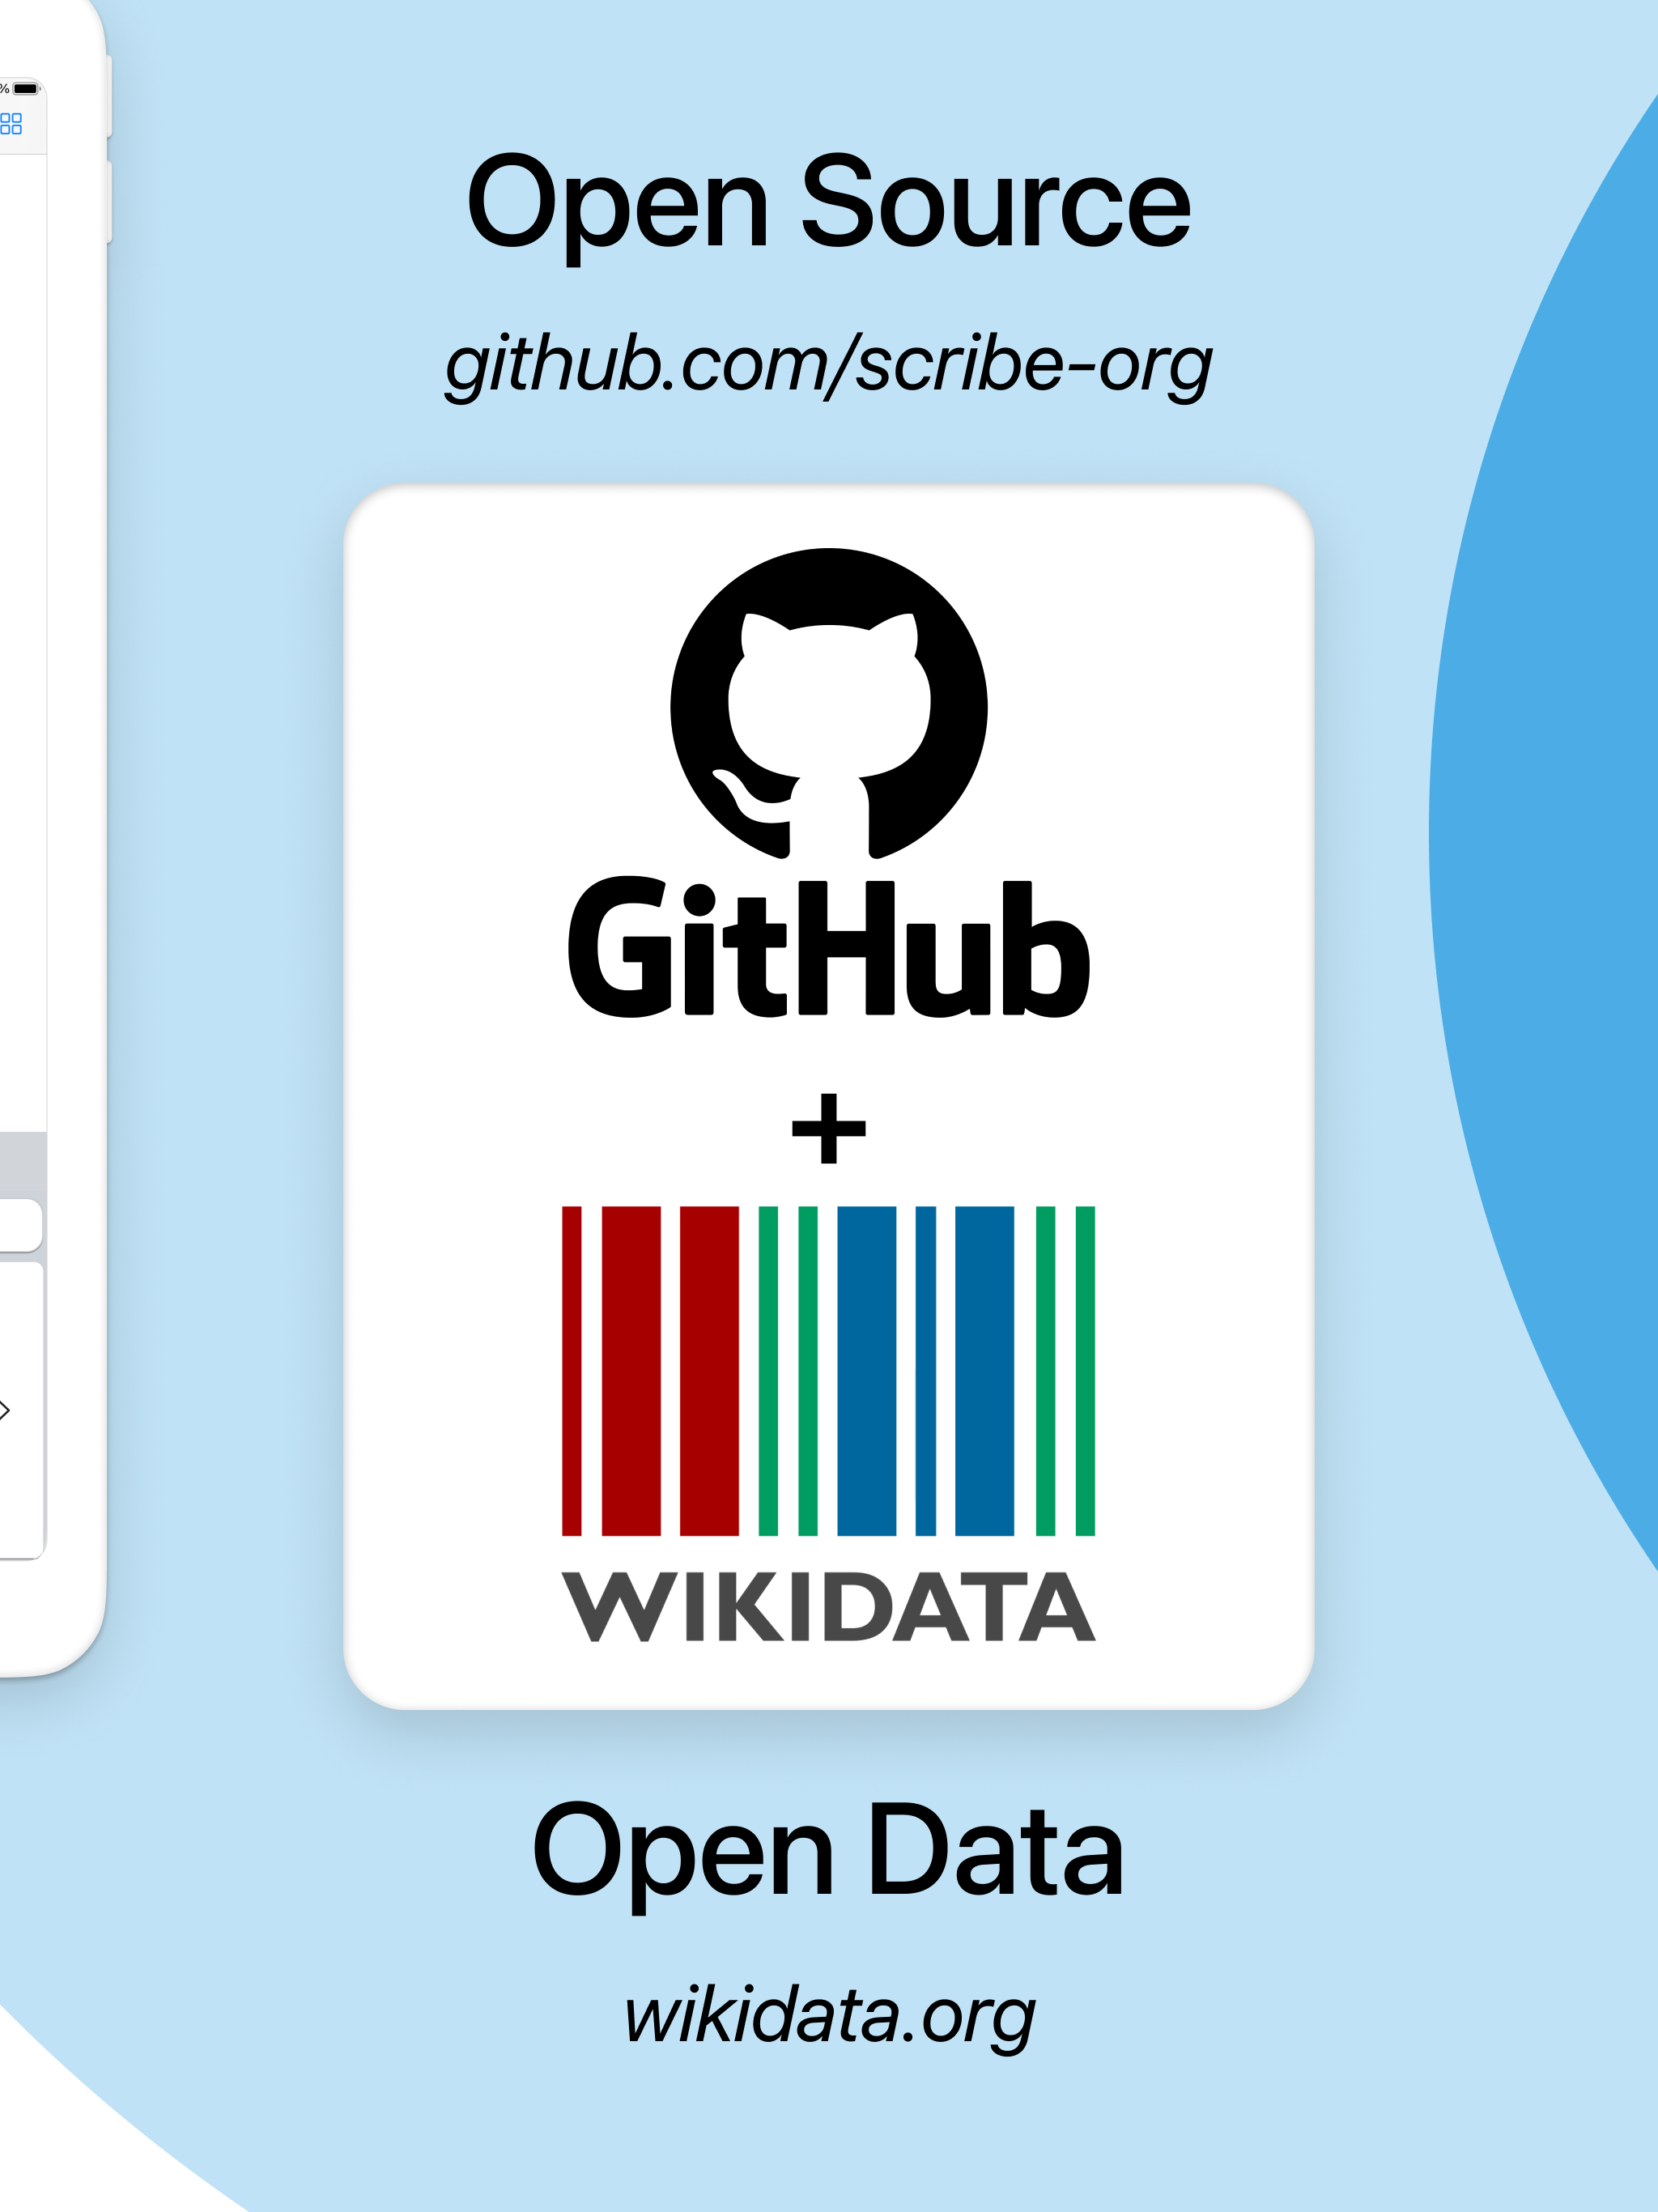 %
Open Source
github.com/scribe-org
GitHub
+
WIKIDATA
Open Data
wikidata.org